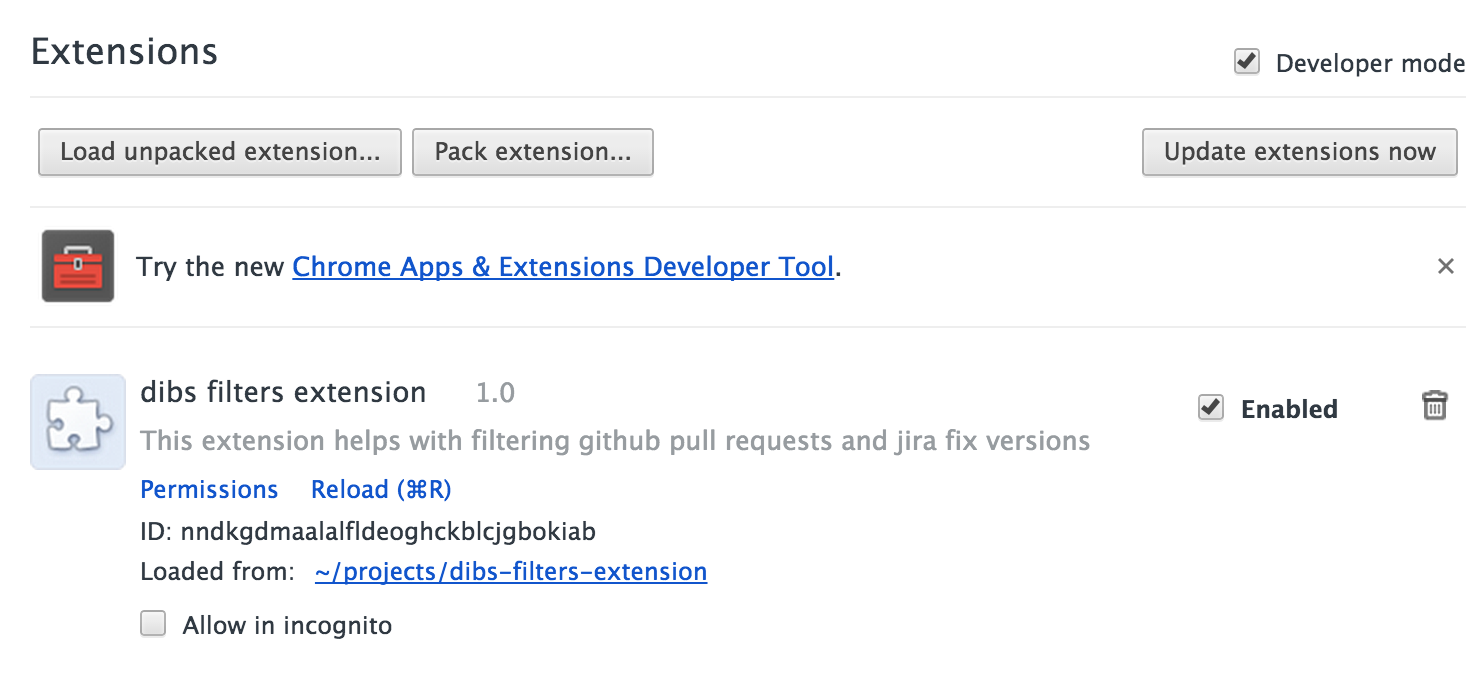 Extensions
Developer mode
Load unpacked extension...
Pack extension...
Update extensions now
Try the new Chrome Apps & Extensions Developer Tool.
dibs filters extension 1.0
Enabled
This extension helps with filtering github pull requests and jira fix versions
Permissions Reload (⌘R)
ID: nndkgdmaalalfldeoghckblcjgbokiab
Loaded from: ~/projects/dibs-filters-extension
Allow in incognito